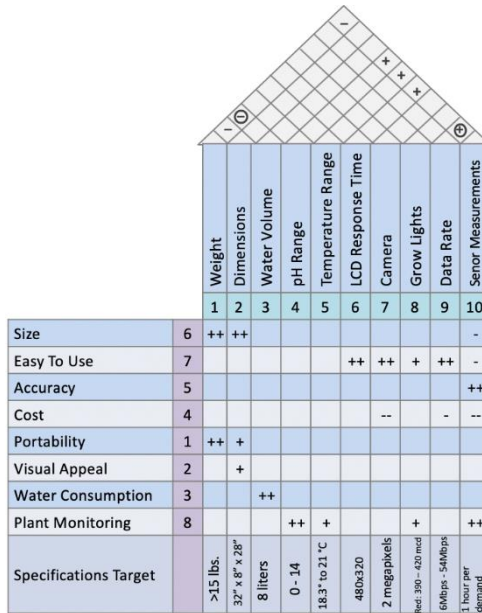 −
+
+
+
⊖
−
⊕
Weight
Dimensions
Water Volume
pH Range
Temperature Range
LCD Response Time
Camera
Grow Lights
Data Rate
Senor Measurements
1 2 3 4 5 6 7 8 9 10
Size 6 ++ ++ -
Easy To Use 7 ++ ++ + ++ -
Accuracy 5 ++
Cost 4 -- - --
Portability 1 ++ +
Visual Appeal 2 +
Water Consumption 3 ++
Plant Monitoring 8 ++ + + ++
Specifications Target
>15 lbs.
32” x 8” x 28”
8 liters
0 - 14
18.3° to 21 °C
480x320
2 megapixels
Red: 390 – 420 mcd
6Mbps - 54Mbps
1 hour per